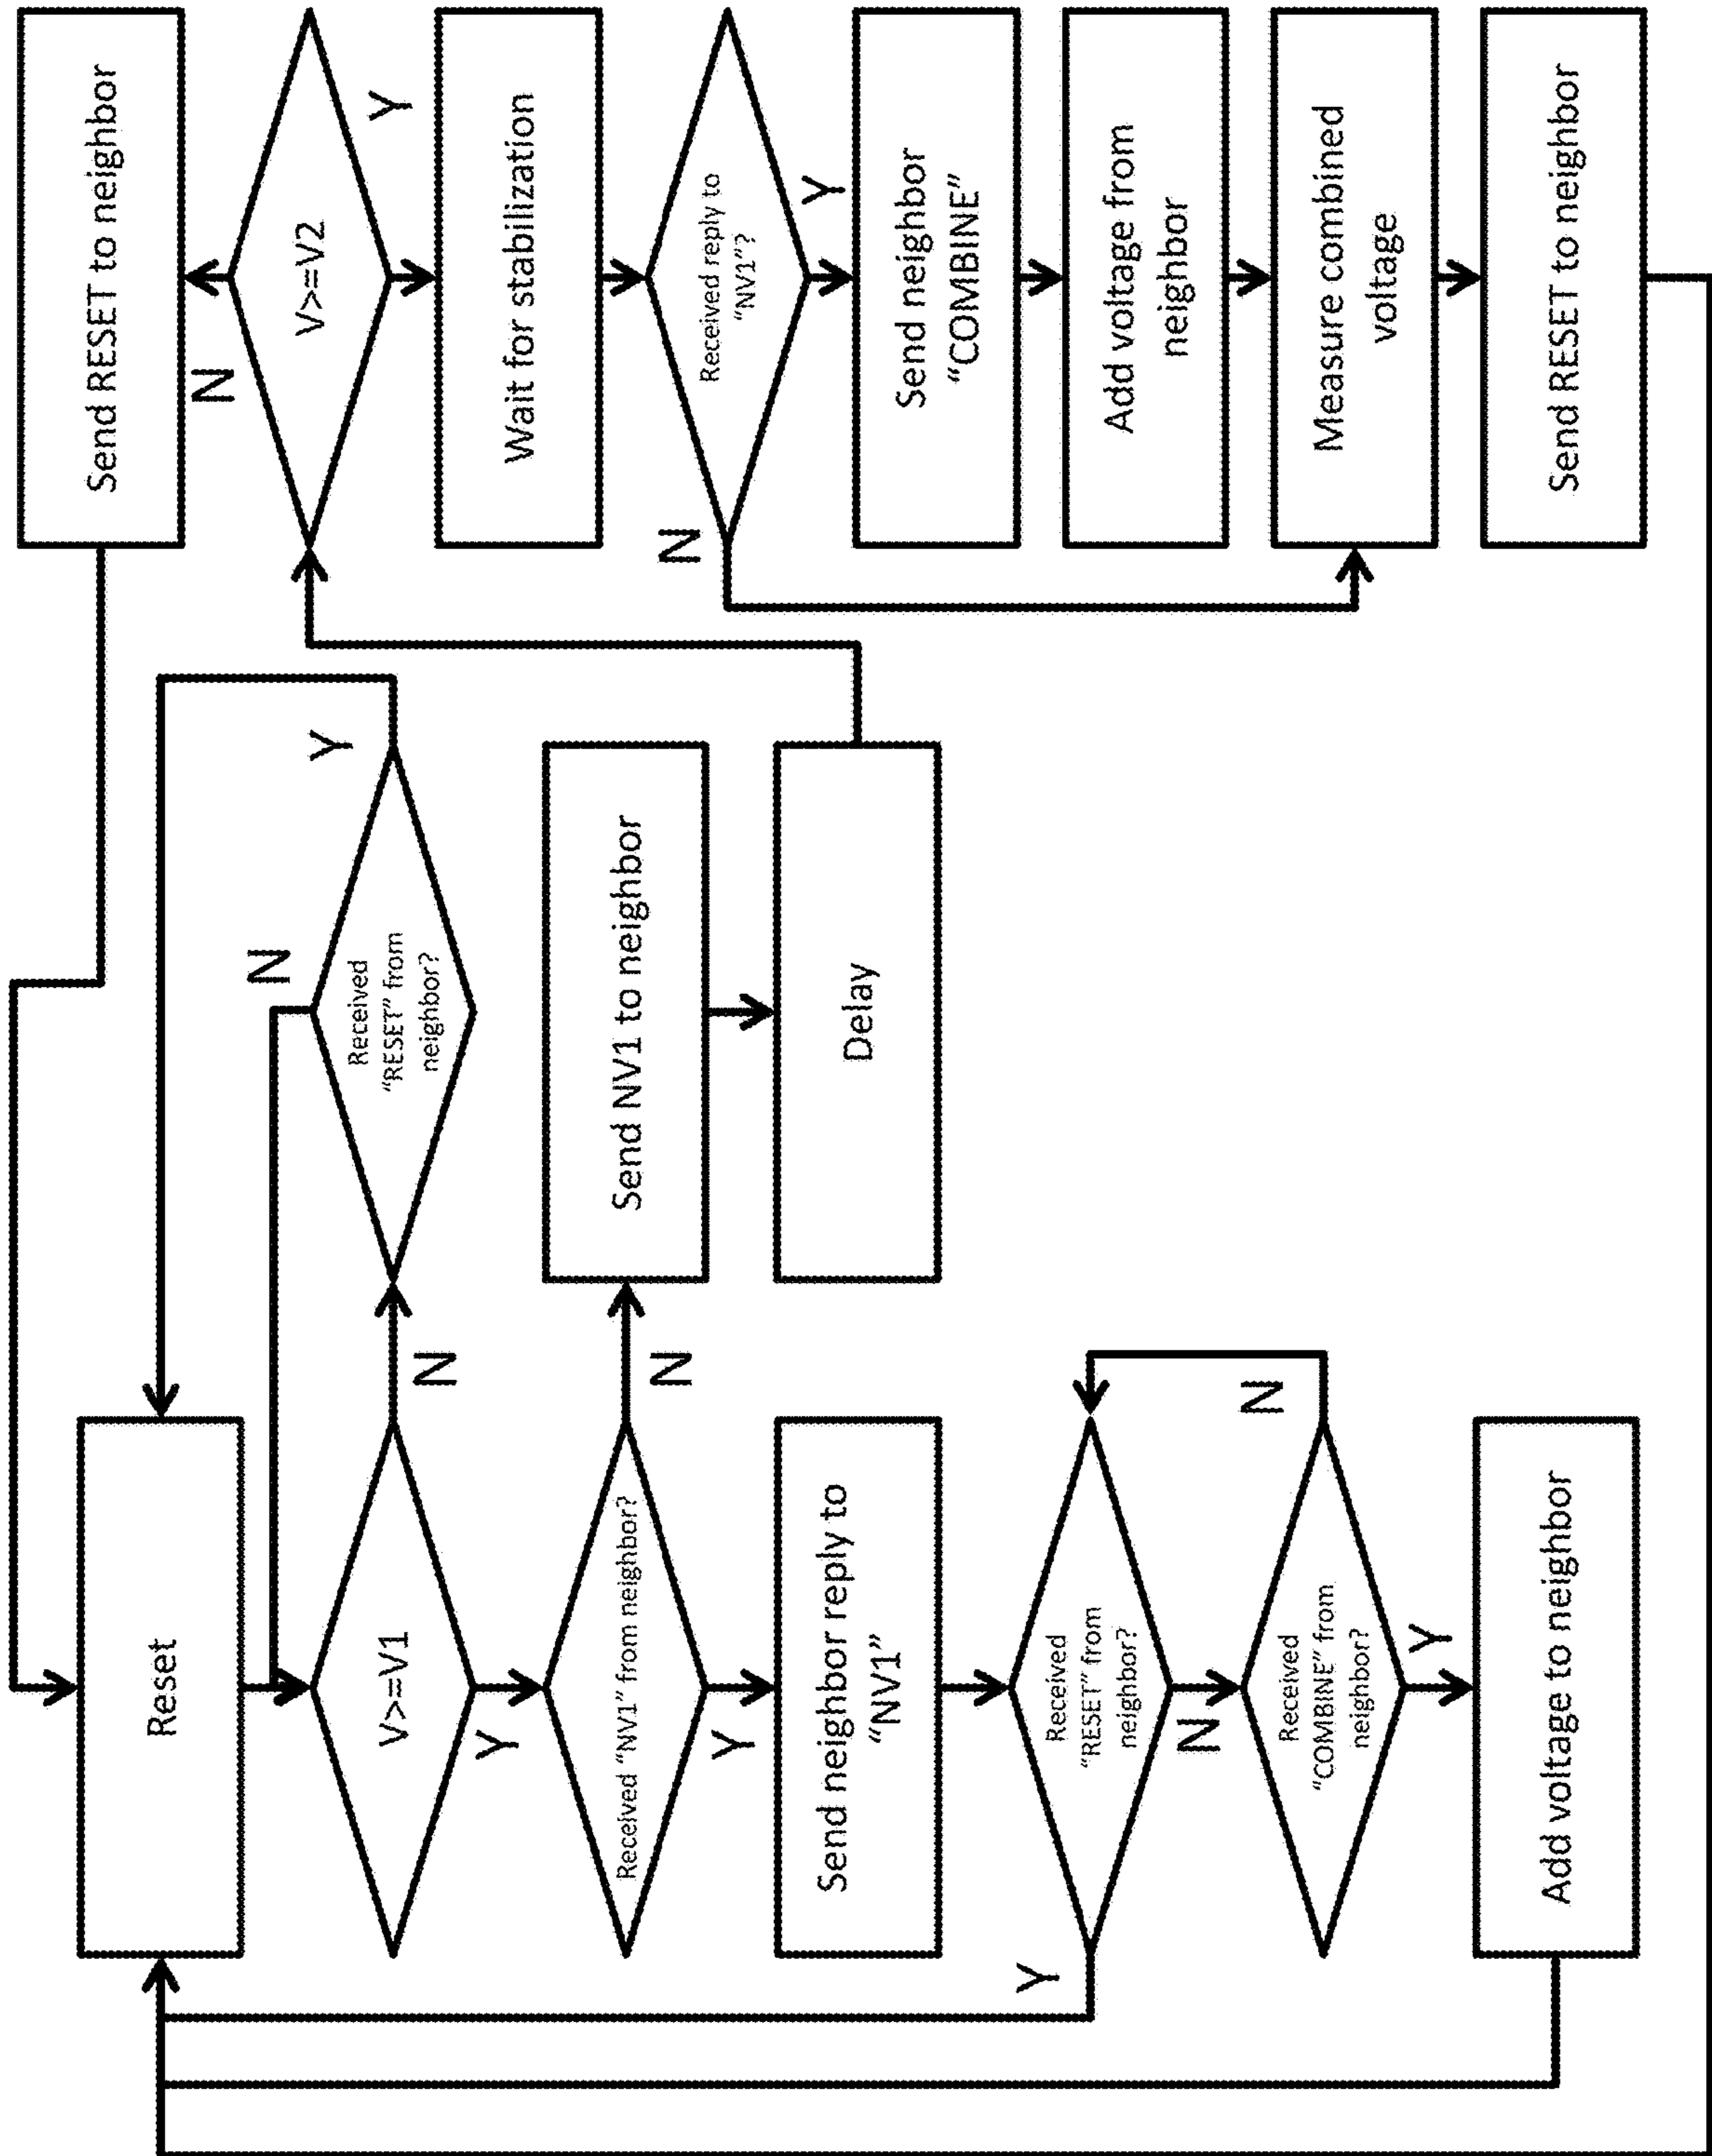 Reset
V>=V1
N
Y
Received "NV1" from neighbor?
N
Y
Send neighbor reply to
"NV1"
Received
"RESET" from
neighbor?
Y
N
Received
"COMBINE" from
neighbor?
N
Y
Add voltage to neighbor
Received
"RESET" from
neighbor?
N
Y
Send NV1 to neighbor
Delay
Send RESET to neighbor
N
V>=V2
Y
Wait for stabilization
Received reply to
"NV1"?
N
Y
Send neighbor
"COMBINE"
Add voltage from
neighbor
Measure combined
voltage
Send RESET to neighbor